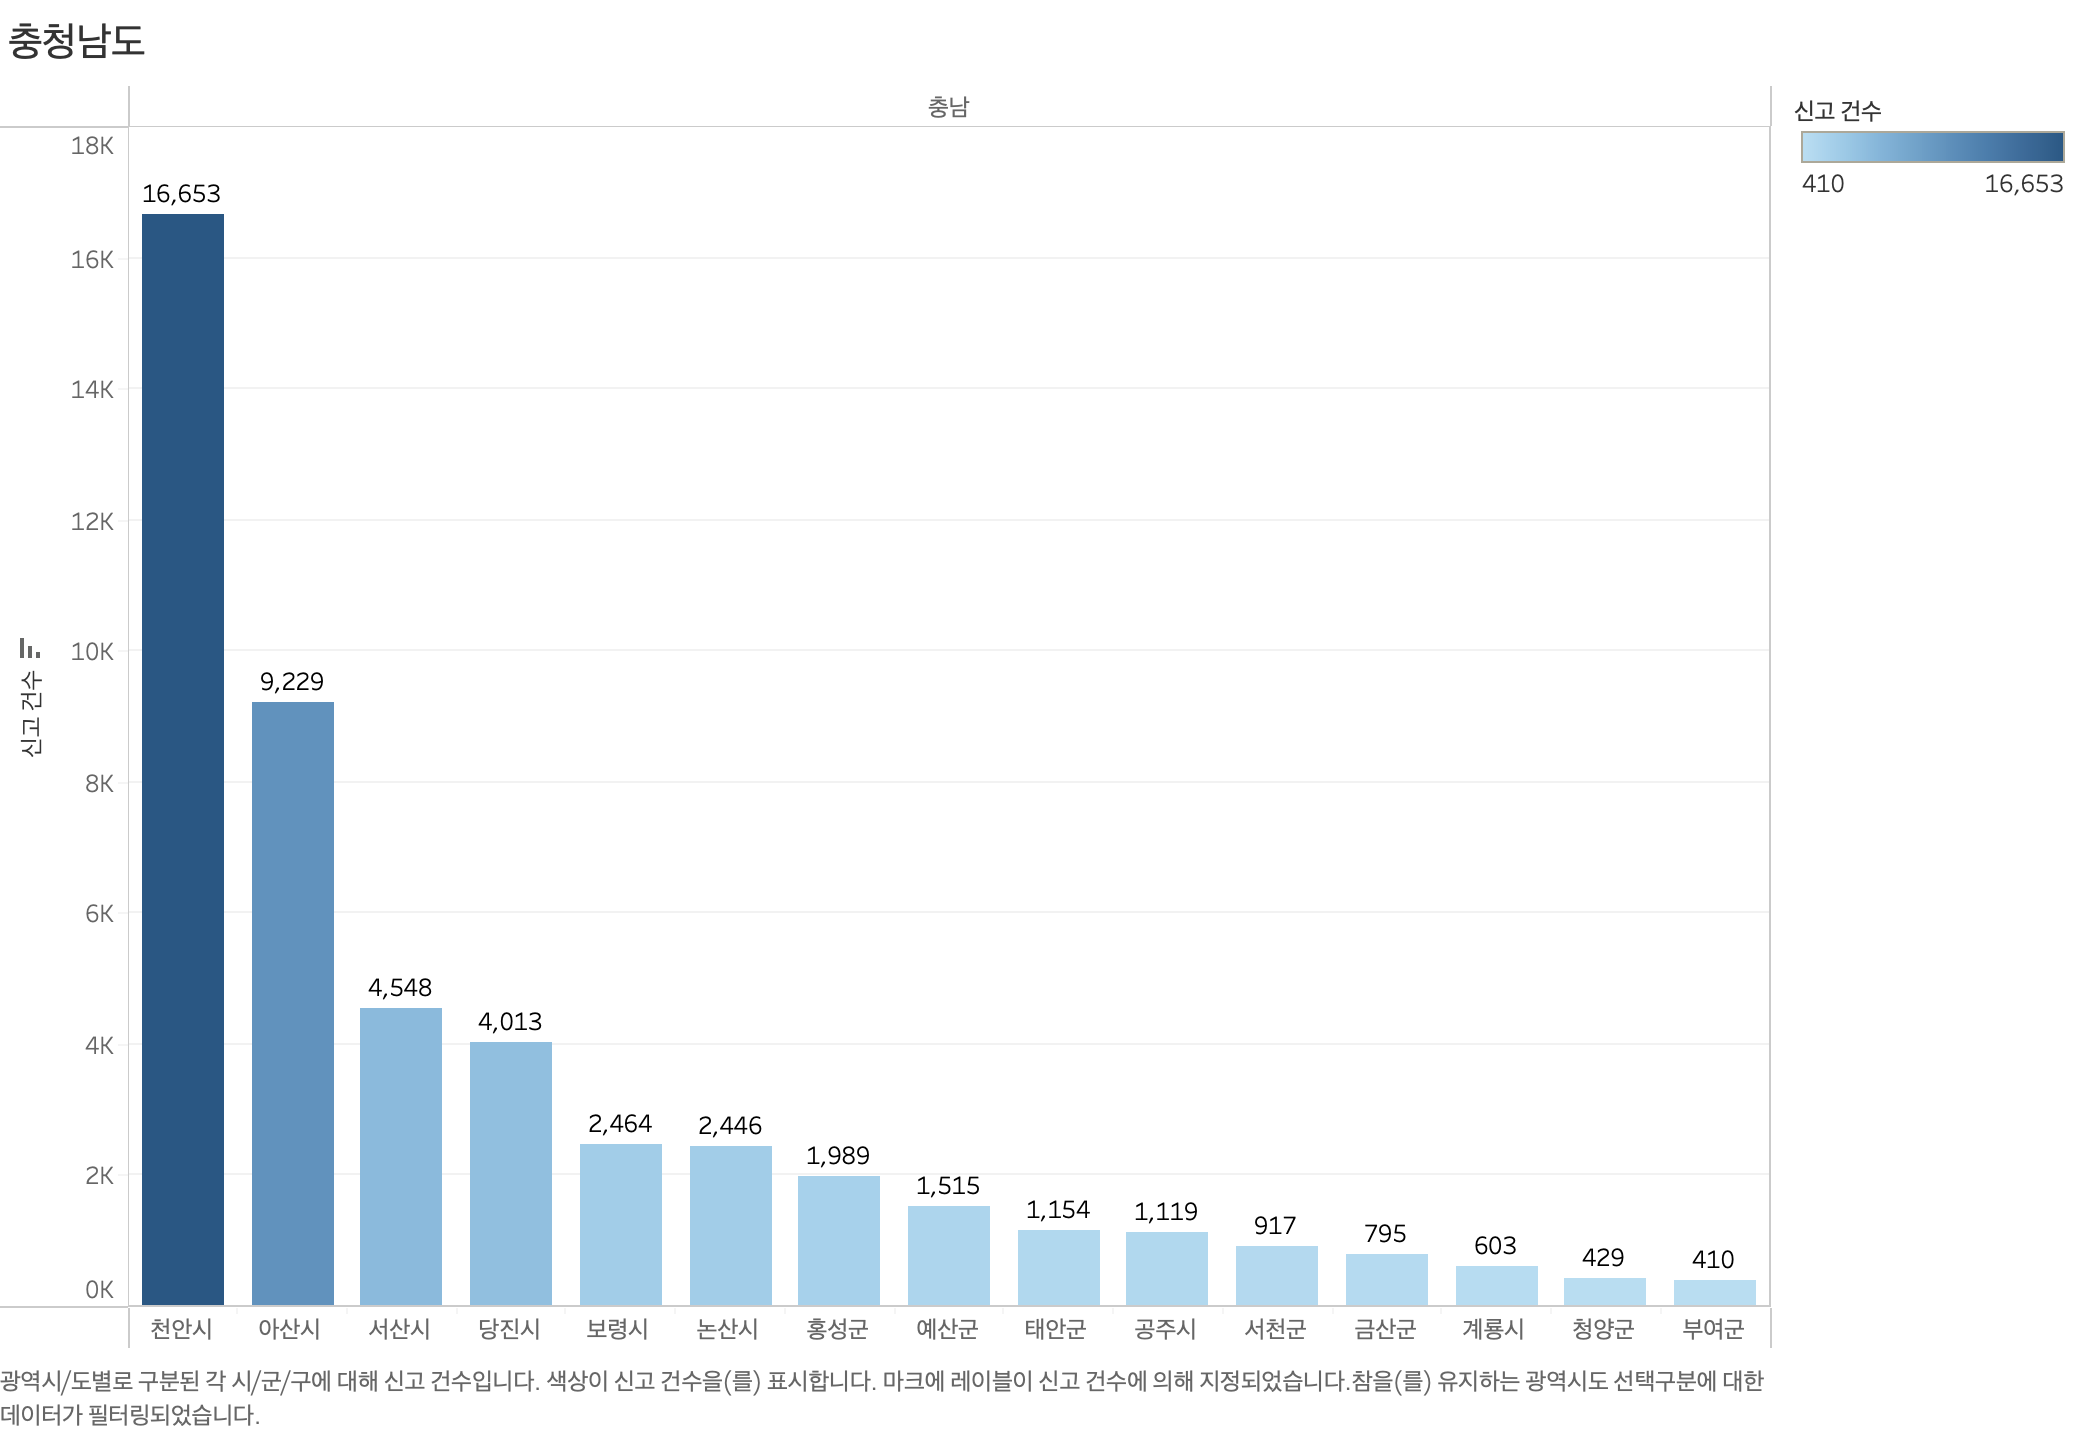 충청남도
충남
신고 건수
410 16,653
신고 건수
18K
16K
14K
12K
10K
8K
6K
4K
2K
0K
16,653
9,229
4,548
4,013
2,464
2,446
1,989
1,515
1,154
1,119
917
795
603
429
410
천안시 아산시 서산시 당진시 보령시 논산시 홍성군 예산군 태안군 공주시 서천군 금산군 계룡시 청양군 부여군
광역시/도별로 구분된 각 시/군/구에 대해 신고 건수입니다. 색상이 신고 건수을(를) 표시합니다. 마크에 레이블이 신고 건수에 의해 지정되었습니다.참을(를) 유지하는 광역시도 선택구분에 대한
데이터가 필터링되었습니다.